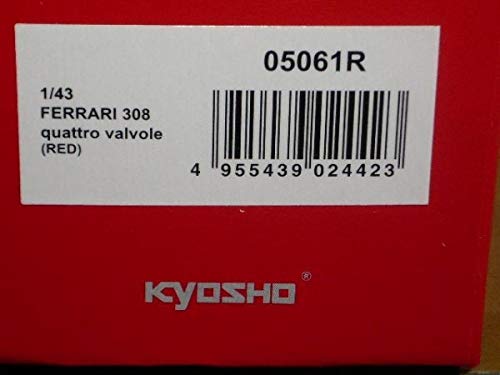 05061R
1/43
FERRARI 308
quattro valvole
(RED)
4 955439 024423
KYOSHO®